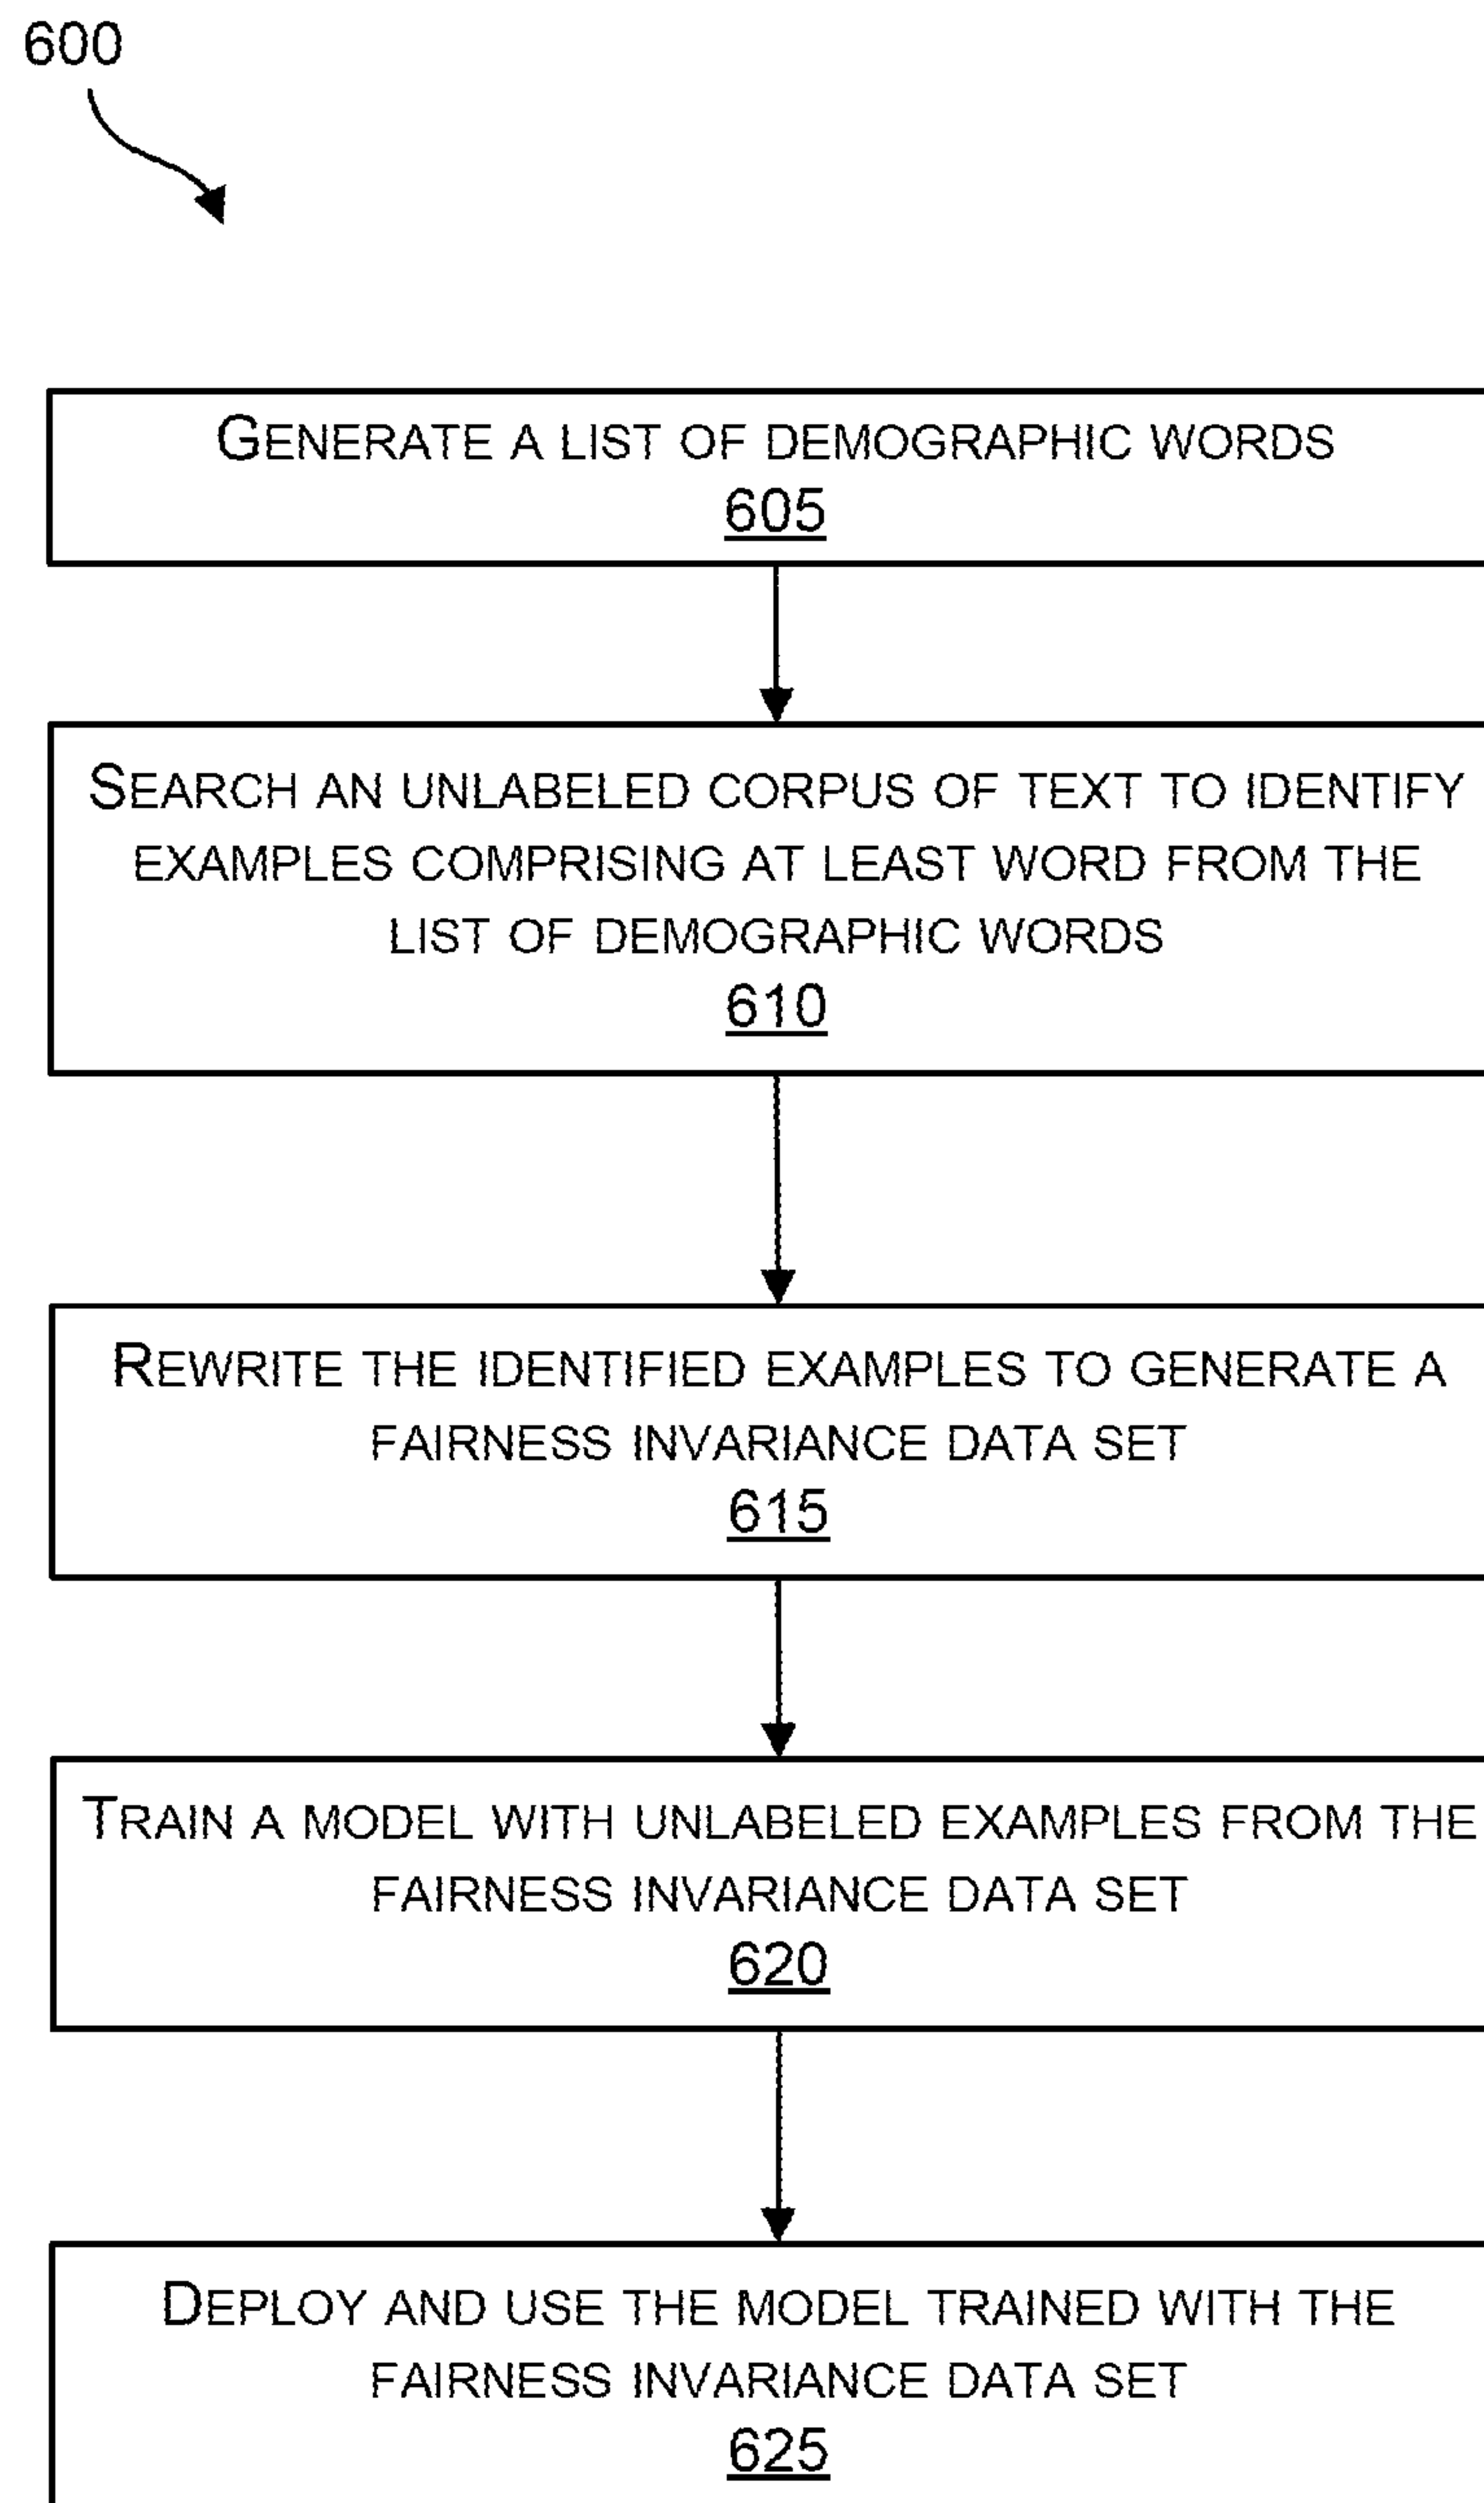 600
GENERATE A LIST OF DEMOGRAPHIC WORDS
605
SEARCH AN UNLABELED CORPUS OF TEXT TO IDENTIFY
EXAMPLES COMPRISING AT LEAST WORD FROM THE
LIST OF DEMOGRAPHIC WORDS
610
REWRITE THE IDENTIFIED EXAMPLES TO GENERATE A
FAIRNESS INVARIANCE DATA SET
615
TRAIN A MODEL WITH UNLABELED EXAMPLES FROM THE
FAIRNESS INVARIANCE DATA SET
620
DEPLOY AND USE THE MODEL TRAINED WITH THE
FAIRNESS INVARIANCE DATA SET
625